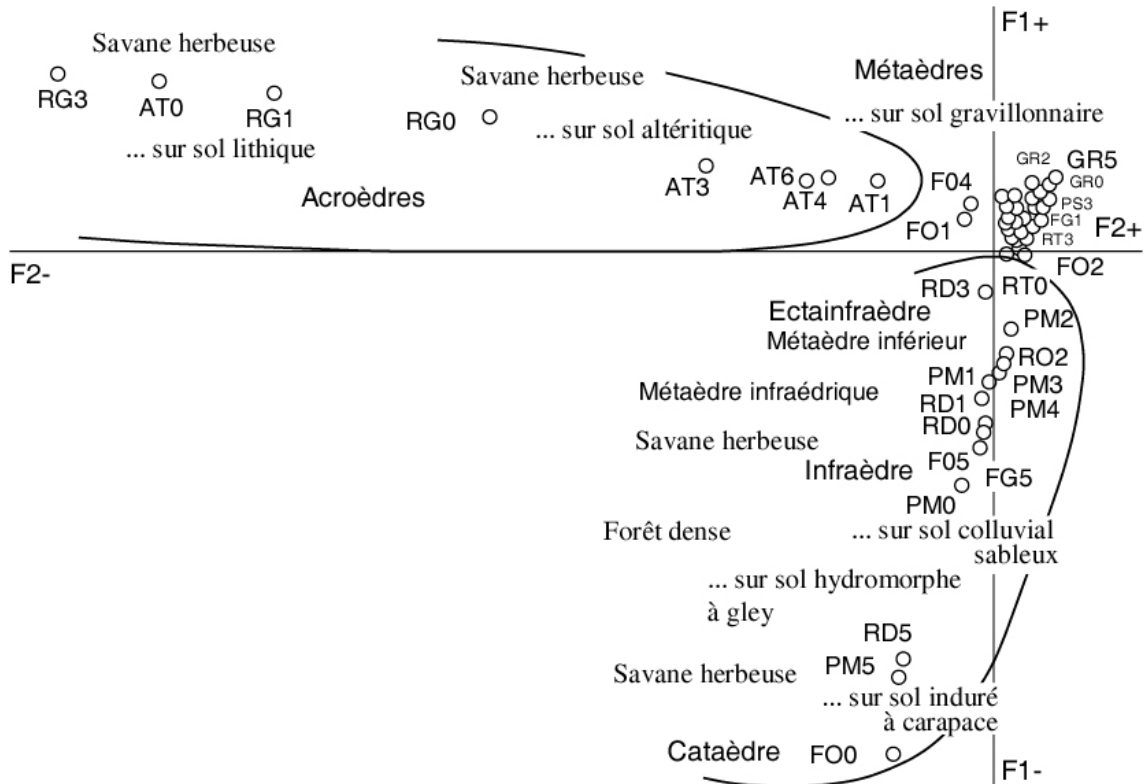 F1+
Savane herbeuse
Métaèdres
Savane herbeuse
RG3
AT0
RG1
RG0
... sur sol gravillonnaire
... sur sol altéritique
... sur sol lithique
GR2
GR5
AT6
F04
GR0
AT3
AT4
AT1
PS3
Acroèdres
FG1
FO1
F2+
RT3
F2-
FO2
RD3
RT0
Ectainfraèdre
PM2
Métaèdre inférieur
RO2
PM1
PM3
Métaèdre infraédrique
RD1
PM4
RD0
Savane herbeuse
F05
Infraèdre
FG5
PM0
Forêt dense
... sur sol colluvial
sableux
... sur sol hydromorphe
à gley
RD5
PM5
Savane herbeuse
... sur sol induré
à carapace
Cataèdre
FO0
F1-